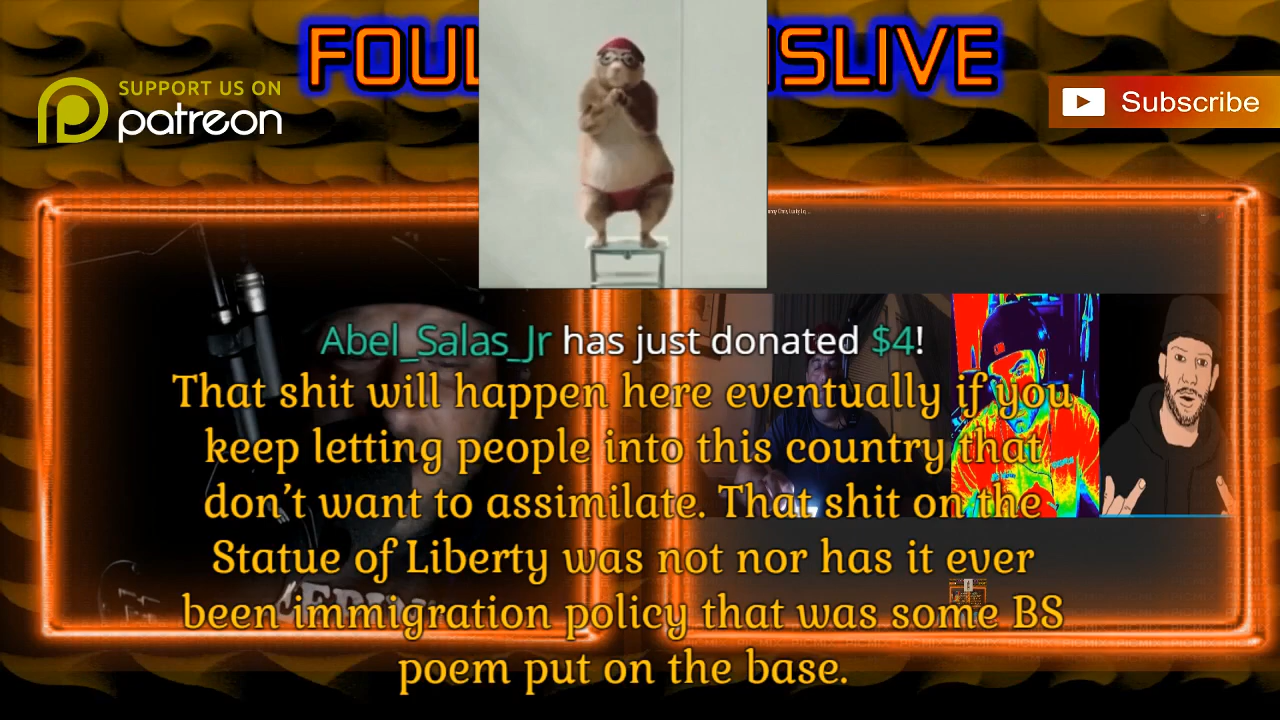 FOUL
NSLIVE
SUPPORT US ON
patreon
Subscribe
Abel_Salas_Jr has just donated $4!
That shit will happen here eventually if you
keep letting people into this country that
don't want to assimilate. That shit on the
Statue of Liberty was not nor has it ever
been immigration policy that was some BS
poem put on the base.